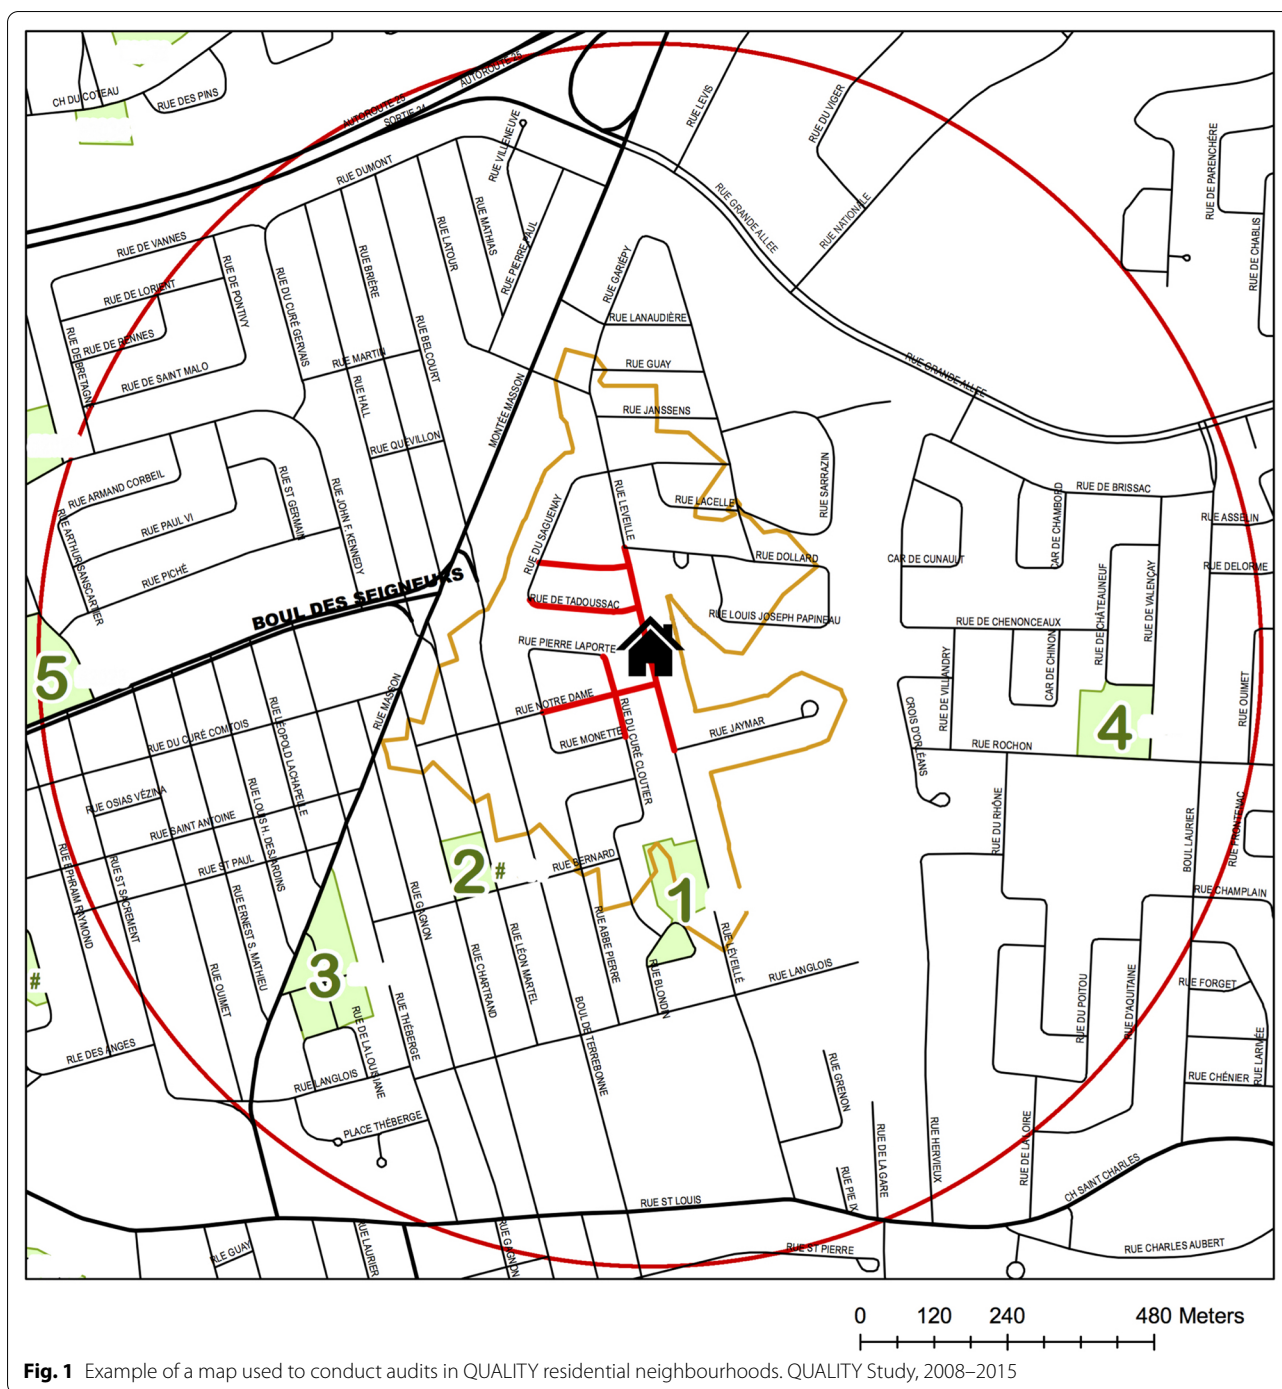 CH DU COTEAU
RUE DES PINS
AUTOROUTE 25
AUTOROUTE 25
SORTIE 24
RUE LEVIS
RUE DU VIGER
RUE DE PARENCHÈRE
RUE DE CHABLIS
RUE VILLENEUVE
RUE DUMONT
RUE GRANDE ALLEE
RUE NATIONALE
RUE MATHIAS
RUE LATOUR
RUE PIERRE PAUL
RUE DE VANNES
RUE DE PONTIVY
RUE BRIÈRE
RUE DU CURÉ GERVAIS
RUE GARIÉPY
RUE DE LORIENT
RUE DE RENNES
RUE DE BRETAGNE
RUE LANAUDIÈRE
RUE BELCOURT
RUE MARTIN
RUE GUAY
RUE GRANDE ALLEE
RUE DE SAINT MALO
RUE HALL
MONTÉE MASSON
RUE JANSSENS
RUE QUEVILLON
RUE ARMAND CORBEIL
RUE ST GERMAIN
RUE JOHN F. KENNEDY
RUE LEVEILLE
RUE LACELLE
RUE SARRAZIN
RUE DE BRISSAC
RUE DU SAGUENAY
RUE PAUL VI
RUE ARTHUR SANSCARTIER
RUE CAR DE CHAMBORD
RUE ASSELIN
CAR DE CUNAULT
RUE DOLLARD
RUE DELORME
RUE PICHÉ
BOUL DES SEIGNEURS
RUE DE TADOUSSAC
RUE LOUIS JOSEPH PAPINEAU
RUE DE CHENONCEAUX
RUE DE CHÂTEAUNEUF
RUE DE VALENÇAY
RUE PIERRE LAPORTE
CAR DE CHINON
RUE DE VILLANDRY
5
RUE NOTRE DAME
RUE MASSON
RUE OUIMET
4
RUE DU CURÉ COMTOIS
RUE LÉOPOLD LACHAPELLE
RUE MONETTE
RUE DU CURÉ CLOUTIER
RUE JAYMAR
CROIS D'ORLÉANS
RUE ROCHON
RUE OSIAS VÉZINA
RUE SAINT ANTOINE
RUE LOUIS H. DESJARDINS
RUE DU RHÔNE
BOUL LAURIER
RUE FRONTENAC
RUE ST PAUL
2 #
RUE BERNARD
1
RUE CHAMPLAIN
RUE EPHRAIM RAYMOND
RUE ST SACREMENT
RUE ERNEST S. MATHIEU
RUE GAGNON
RUE ABBE PIERRE
RUE LÉVEILLÉ
3
RUE LÉON MARTEL
RUE CHARTRAND
RUE BLONDIN
RUE LANGLOIS
#
RUE OUIMET
RUE FORGET
RUE DU POITOU
RUE D'AQUITAINE
RUE THÉBERGE
RUE DE LA LOUISIANE
BOUL DE TERREBONNE
RLE DES ANGES
RUE LANGLOIS
RUE GRENON
RUE CHÉNIER
RUE LARIVÉE
PLACE THÉBERGE
RUE HERVIEUX
RUE DE LA GARE
RUE DE LA LOIRE
RUE PIE IX
CH SAINT CHARLES
RUE ST LOUIS
RLE GUAY
RUE LAURIER
RUE GAGNON
RUE ST PIERRE
RUE CHARLES AUBERT
0 120 240 480 Meters
Fig. 1 Example of a map used to conduct audits in QUALITY residential neighbourhoods. QUALITY Study, 2008–2015